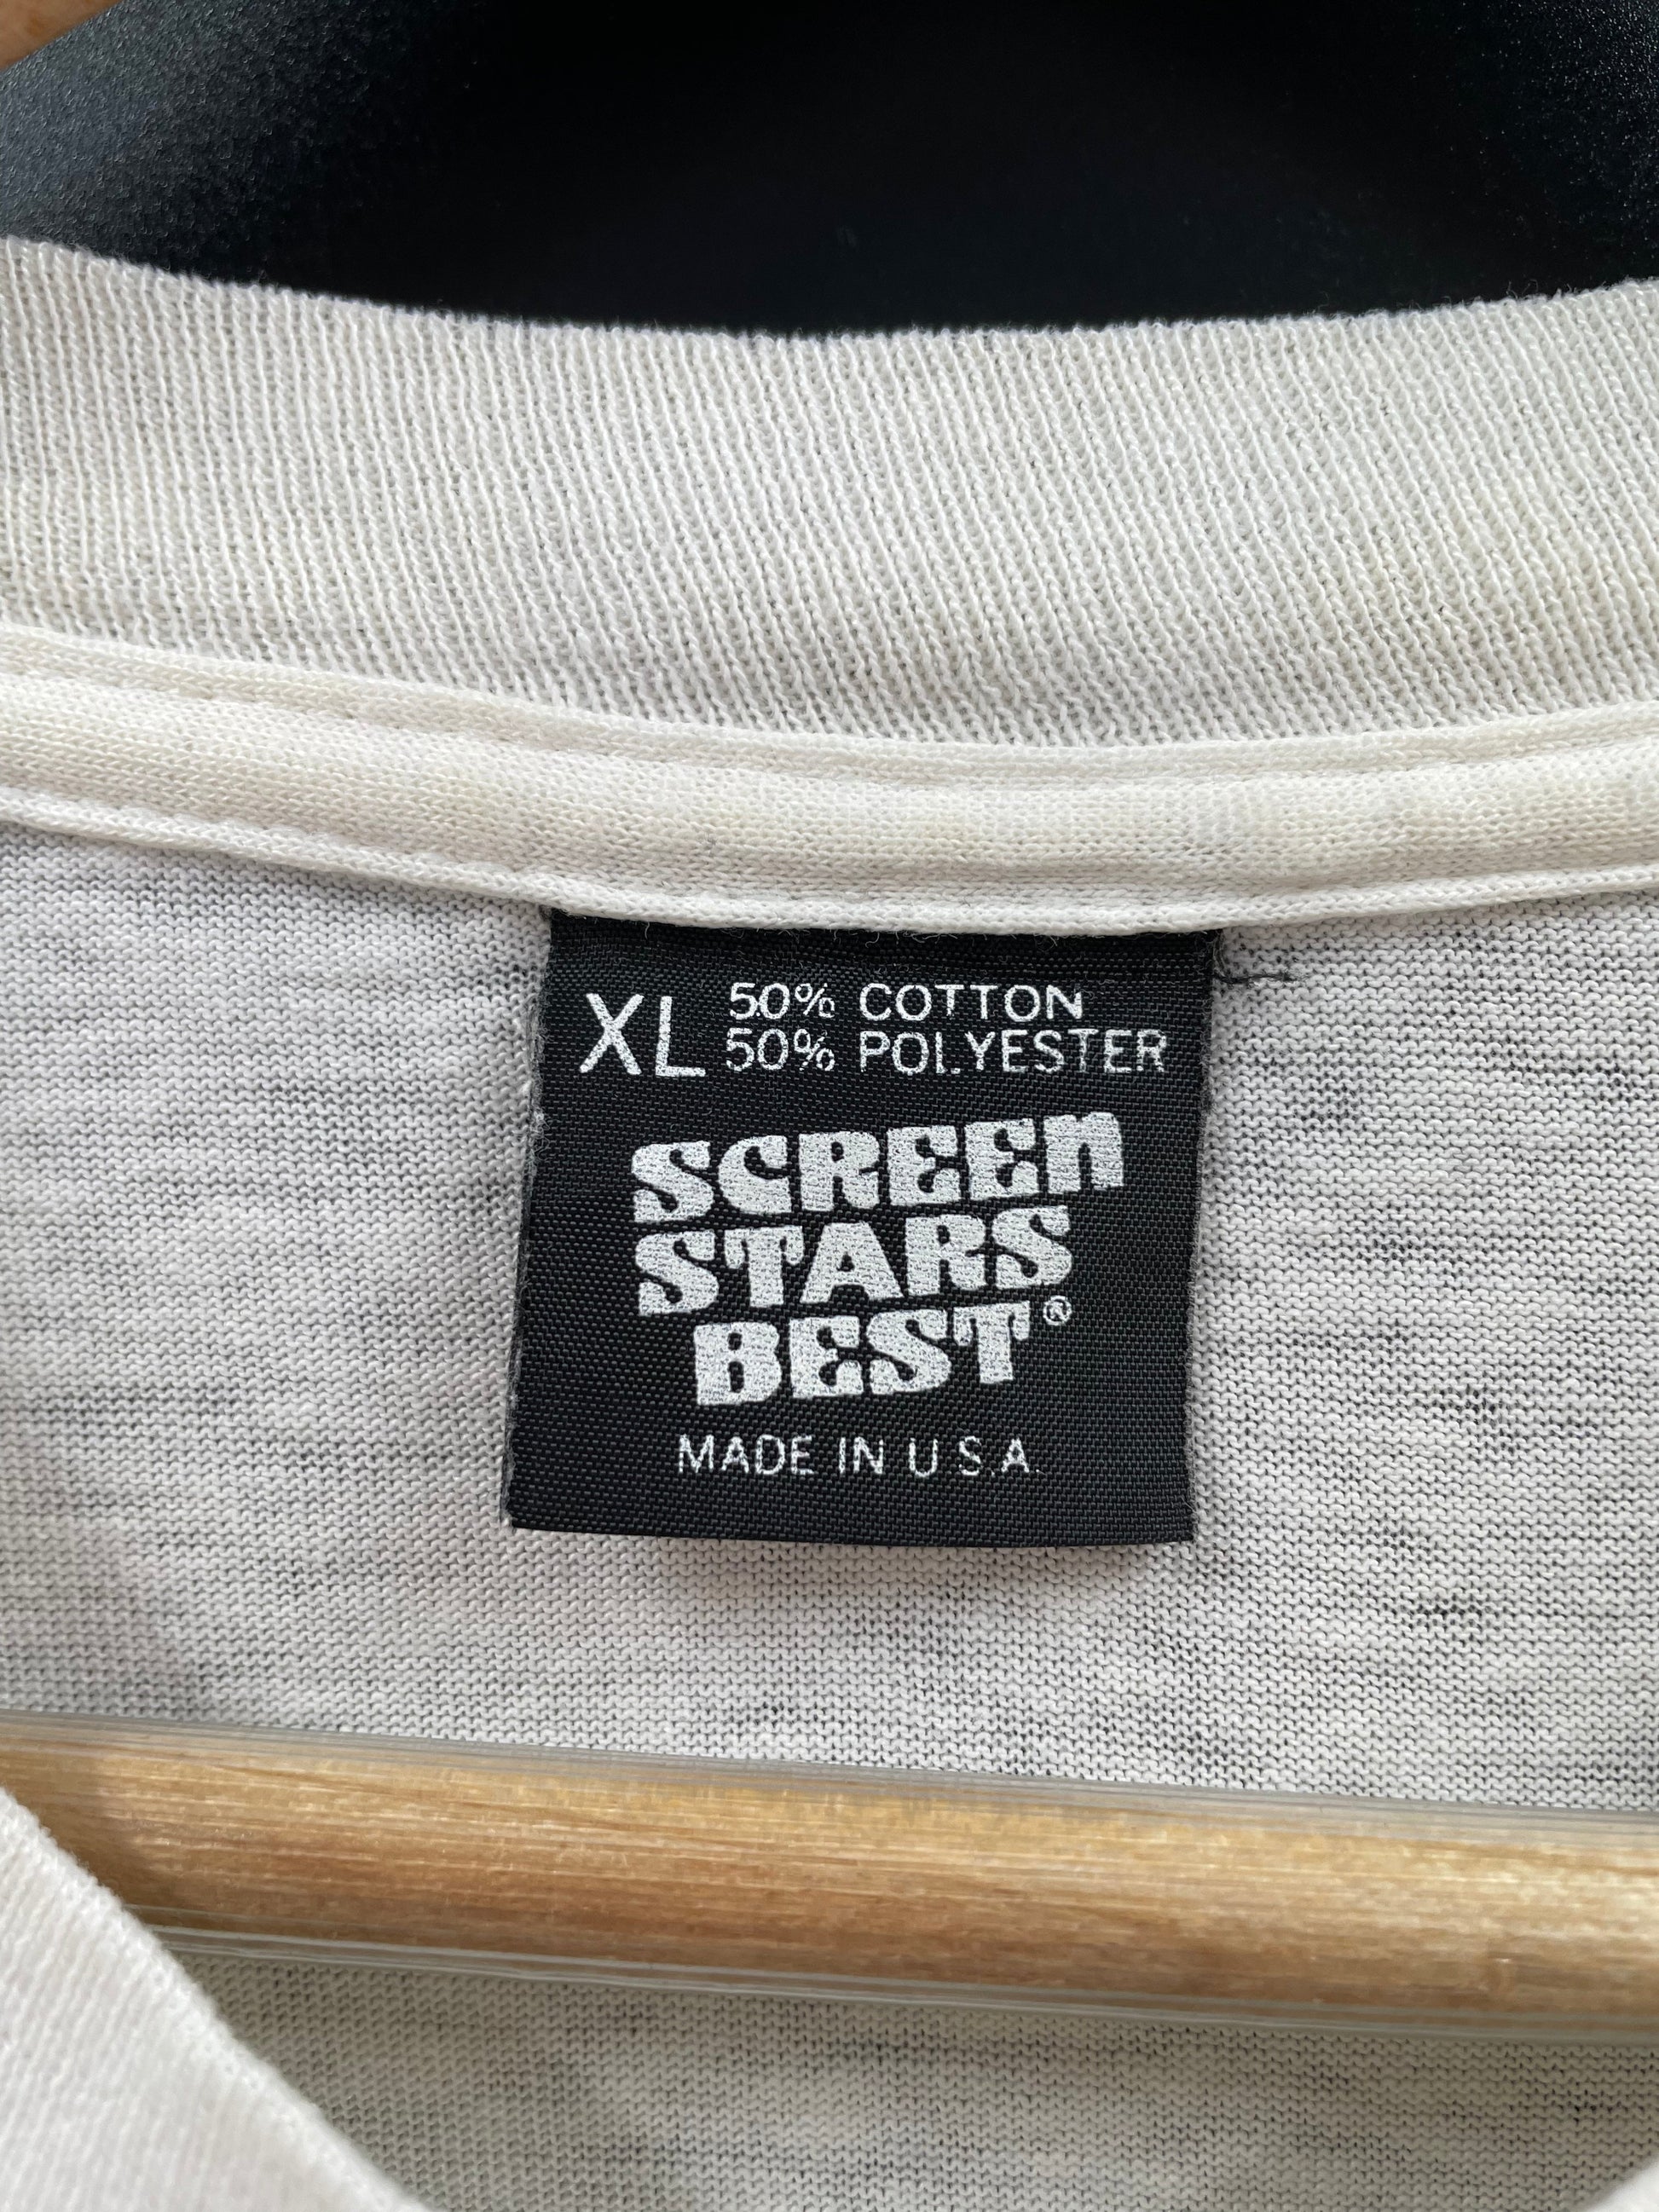 XL 50% COTTON
50% POLYESTER
SCREEN
STARS
BEST®
MADE IN U.S.A.